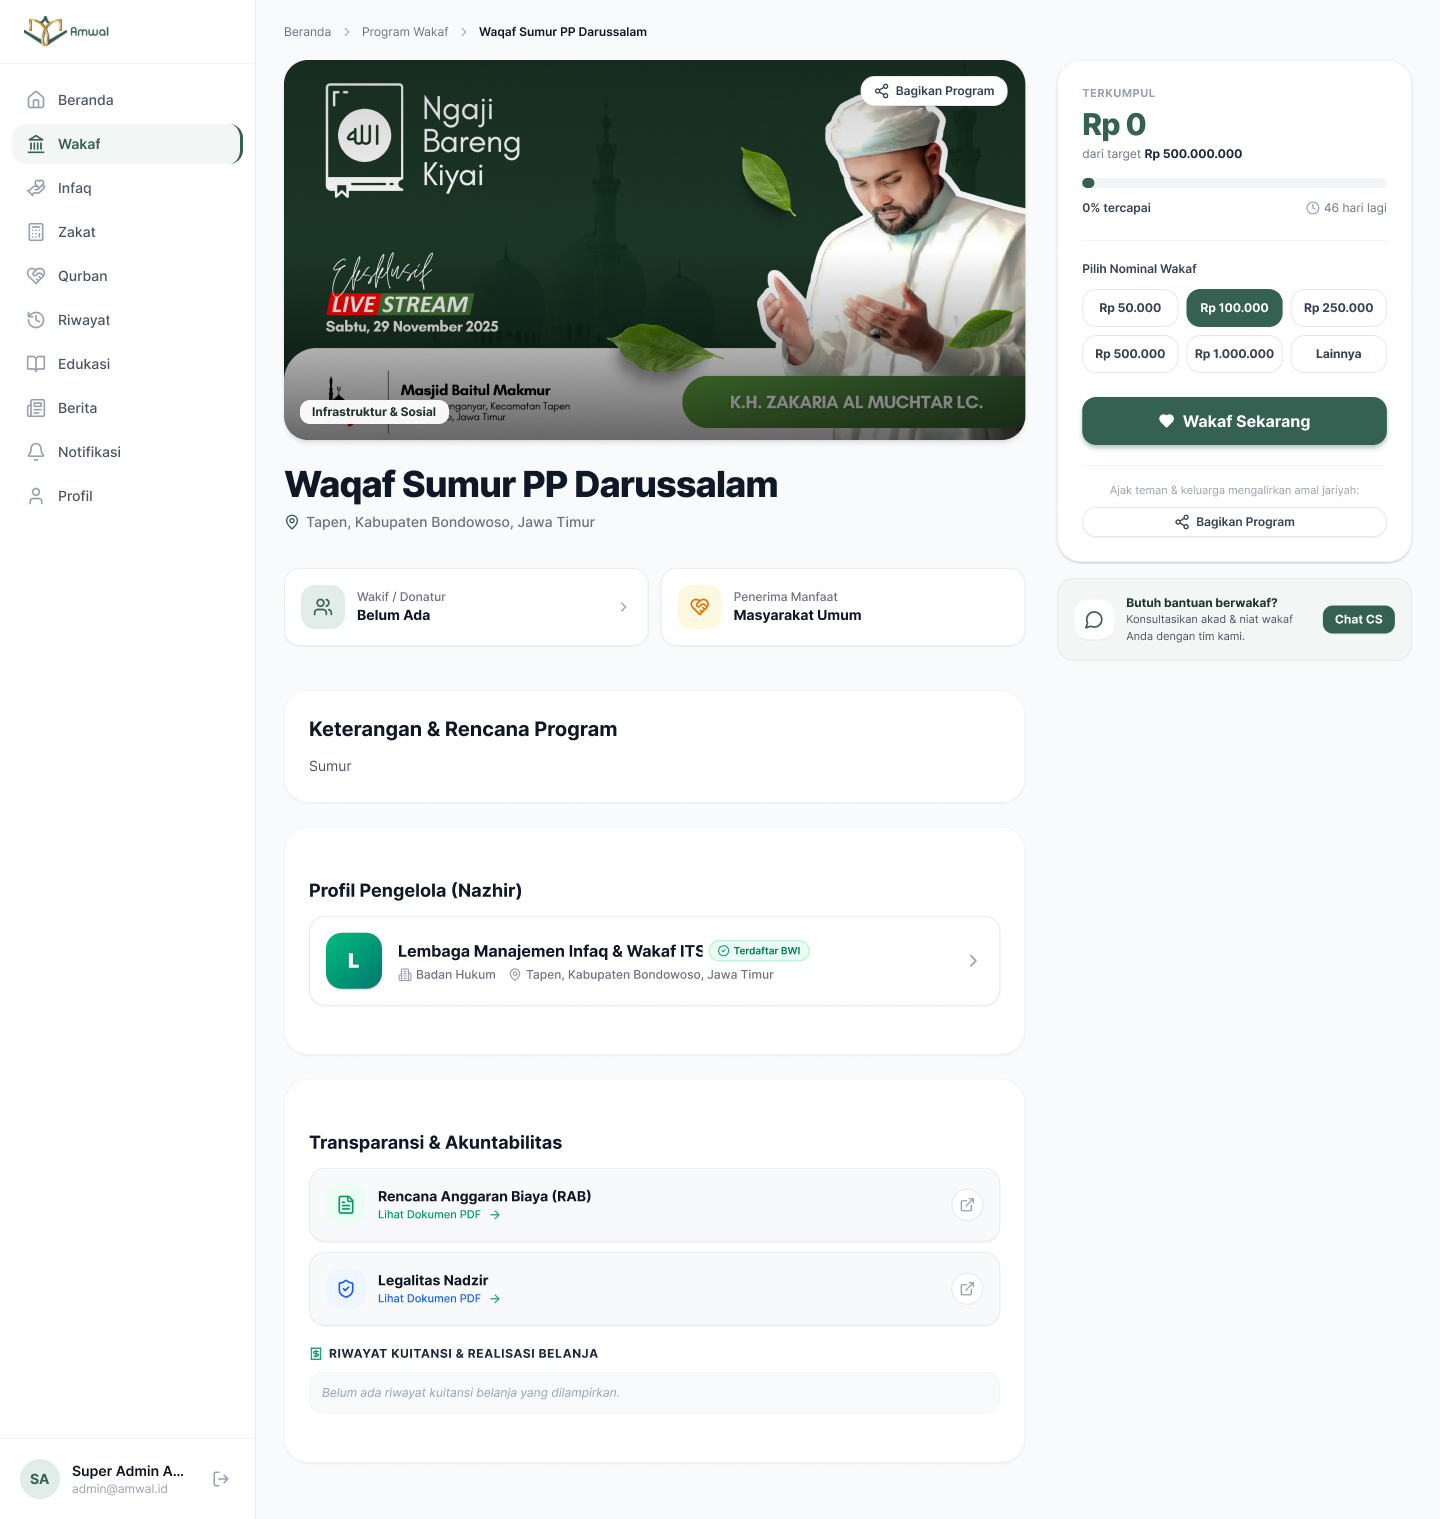 Amwal
Beranda
Wakaf
Infaq
Zakat
Qurban
Riwayat
Edukasi
Berita
Notifikasi
Profil
SA
Super Admin A...
admin@amwal.id
Beranda
Program Wakaf
Waqaf Sumur PP Darussalam
Bagikan Program
الله
Ngaji
Bareng
Kiyai
Eksklusif
LIVE STREAM
Sabtu, 29 November 2025
Masjid Baitul Makmur
nganyar, Kecamatan Tapen
o, Jawa Timur
Infrastruktur & Sosial
K.H. ZAKARIA AL MUCHTAR LC.
Waqaf Sumur PP Darussalam
Tapen, Kabupaten Bondowoso, Jawa Timur
Wakif / Donatur
Belum Ada
Penerima Manfaat
Masyarakat Umum
Keterangan & Rencana Program
Sumur
Profil Pengelola (Nazhir)
L
Lembaga Manajemen Infaq & Wakaf ITS
Terdaftar BWI
Badan Hukum
Tapen, Kabupaten Bondowoso, Jawa Timur
Transparansi & Akuntabilitas
Rencana Anggaran Biaya (RAB)
Lihat Dokumen PDF
Legalitas Nadzir
Lihat Dokumen PDF
RIWAYAT KUITANSI & REALISASI BELANJA
Belum ada riwayat kuitansi belanja yang dilampirkan.
TERKUMPUL
Rp 0
dari target Rp 500.000.000
0% tercapai
46 hari lagi
Pilih Nominal Wakaf
Rp 50.000
Rp 100.000
Rp 250.000
Rp 500.000
Rp 1.000.000
Lainnya
Wakaf Sekarang
Ajak teman & keluarga mengalirkan amal jariyah:
Bagikan Program
Butuh bantuan berwakaf?
Konsultasikan akad & niat wakaf
Anda dengan tim kami.
Chat CS